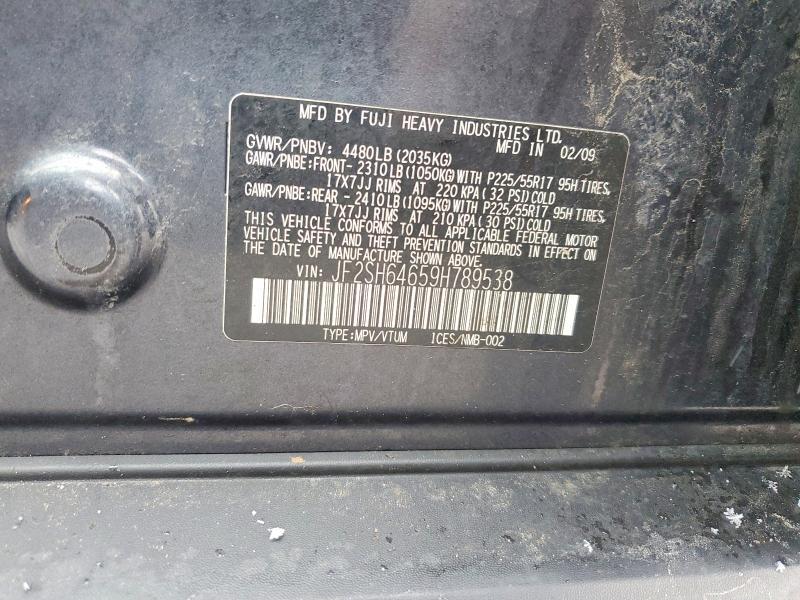 MFD BY FUJI HEAVY INDUSTRIES LTD.
MFD IN 02/09
GVWR/PNBV: 4480LB(2035KG)
GAWR/PNBE:FRONT- 2310LB(1050KG)WITH P225/55R17 95H TIRES,
17X7JJ RIMS AT 220 KPA(32 PSI)COLD
GAWR/PNBE:REAR - 2410LB(1095KG)WITH P225/55R17 95H TIRES,
17X7JJ RIMS AT 210 KPA(30 PSI)COLD
THIS VEHICLE CONFORMS TO ALL APPLICABLE FEDERAL MOTOR
VEHICLE SAFETY AND THEFT PREVENTION STANDARDS IN EFFECT ON
THE DATE OF MANUFACTURE SHOWN ABOVE.
VIN: JF2SH64659H789538
TYPE:MPV/VTUM ICES/NMB-002